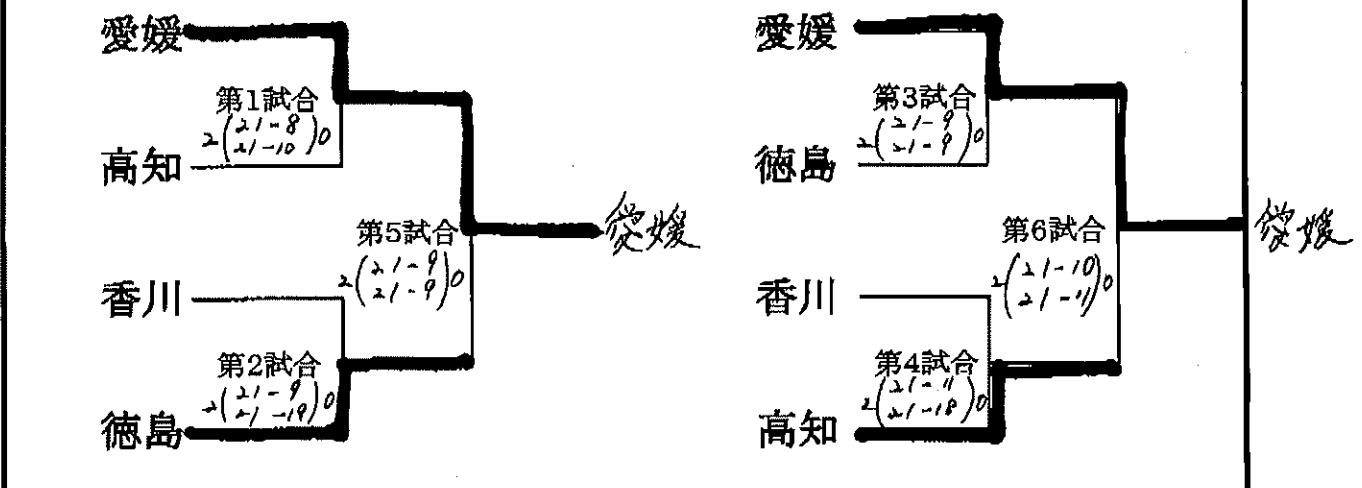 愛媛
第1試合
2(21-8
21-10)0
高知
第5試合
愛媛
2(21-9
21-9)0
香川
第2試合
2(21-9
21-19)0
徳島
愛媛
第3試合
2(21-9
21-9)0
徳島
第6試合
愛媛
2(21-10
21-11)0
香川
第4試合
2(21-11
21-18)0
高知